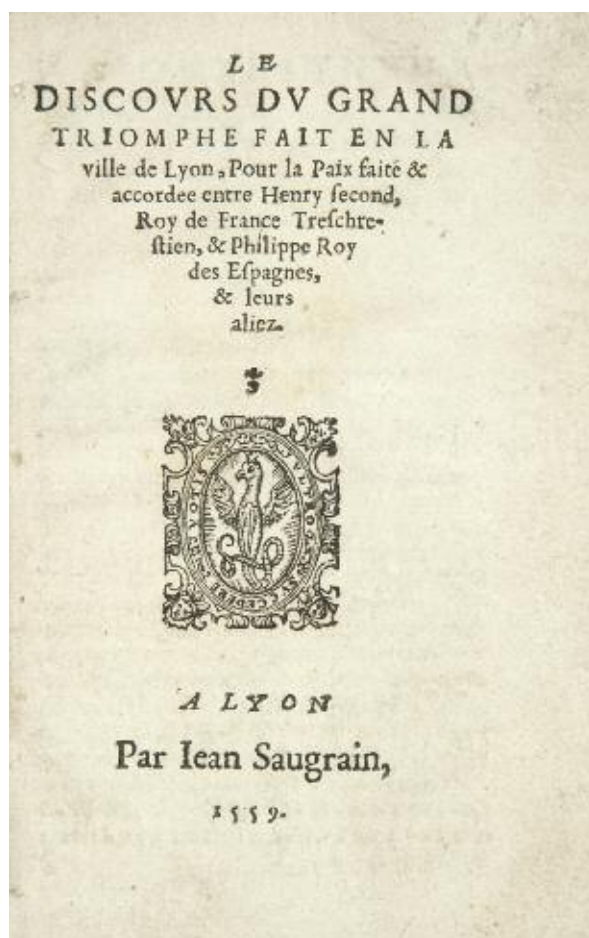 LE
DISCOVRS DV GRAND
TRIOMPHE FAIT EN LA
ville de Lyon, Pour la Paix faite &
accordee entre Henry ſecond,
Roy de France Treſchre-
ſtien, & Philippe Roy
des Eſpagnes,
& leurs
aliez.
A LYON
Par Iean Saugrain,
1559.